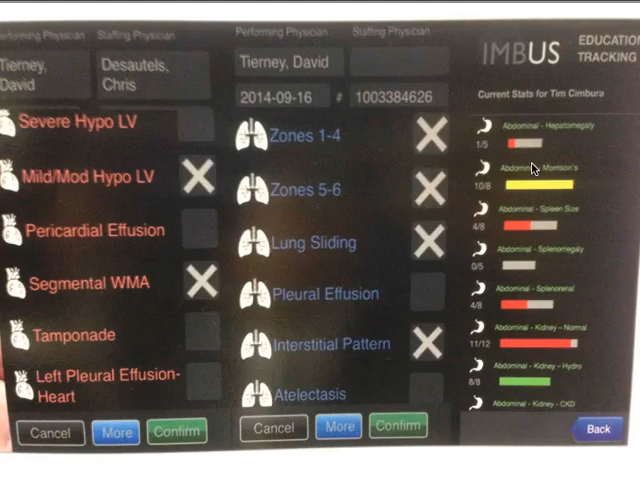 Performing Physician
Staffing Physician
Tierney, David
Desautels, Chris
Severe Hypo LV
Mild/Mod Hypo LV
Pericardial Effusion
Segmental WMA
Tamponade
Left Pleural Effusion-
Heart
Cancel
More
Confirm
Performing Physician
Staffing Physician
Tierney, David
2014-09-16 # 1003384626
Zones 1-4
Zones 5-6
Lung Sliding
Pleural Effusion
Interstitial Pattern
Atelectasis
Cancel
More
Confirm
IMBUS
EDUCATION
TRACKING
Current Stats for Tim Cimbura
Abdominal - Hepatomegaly
1/5
Abdominal - Morrison's
10/8
Abdominal - Spleen Size
4/8
Abdominal - Splenomegaly
0/5
Abdominal - Splenorenal
4/8
Abdominal - Kidney - Normal
11/12
Abdominal - Kidney - Hydro
8/8
Abdominal - Kidney - CKD
Back